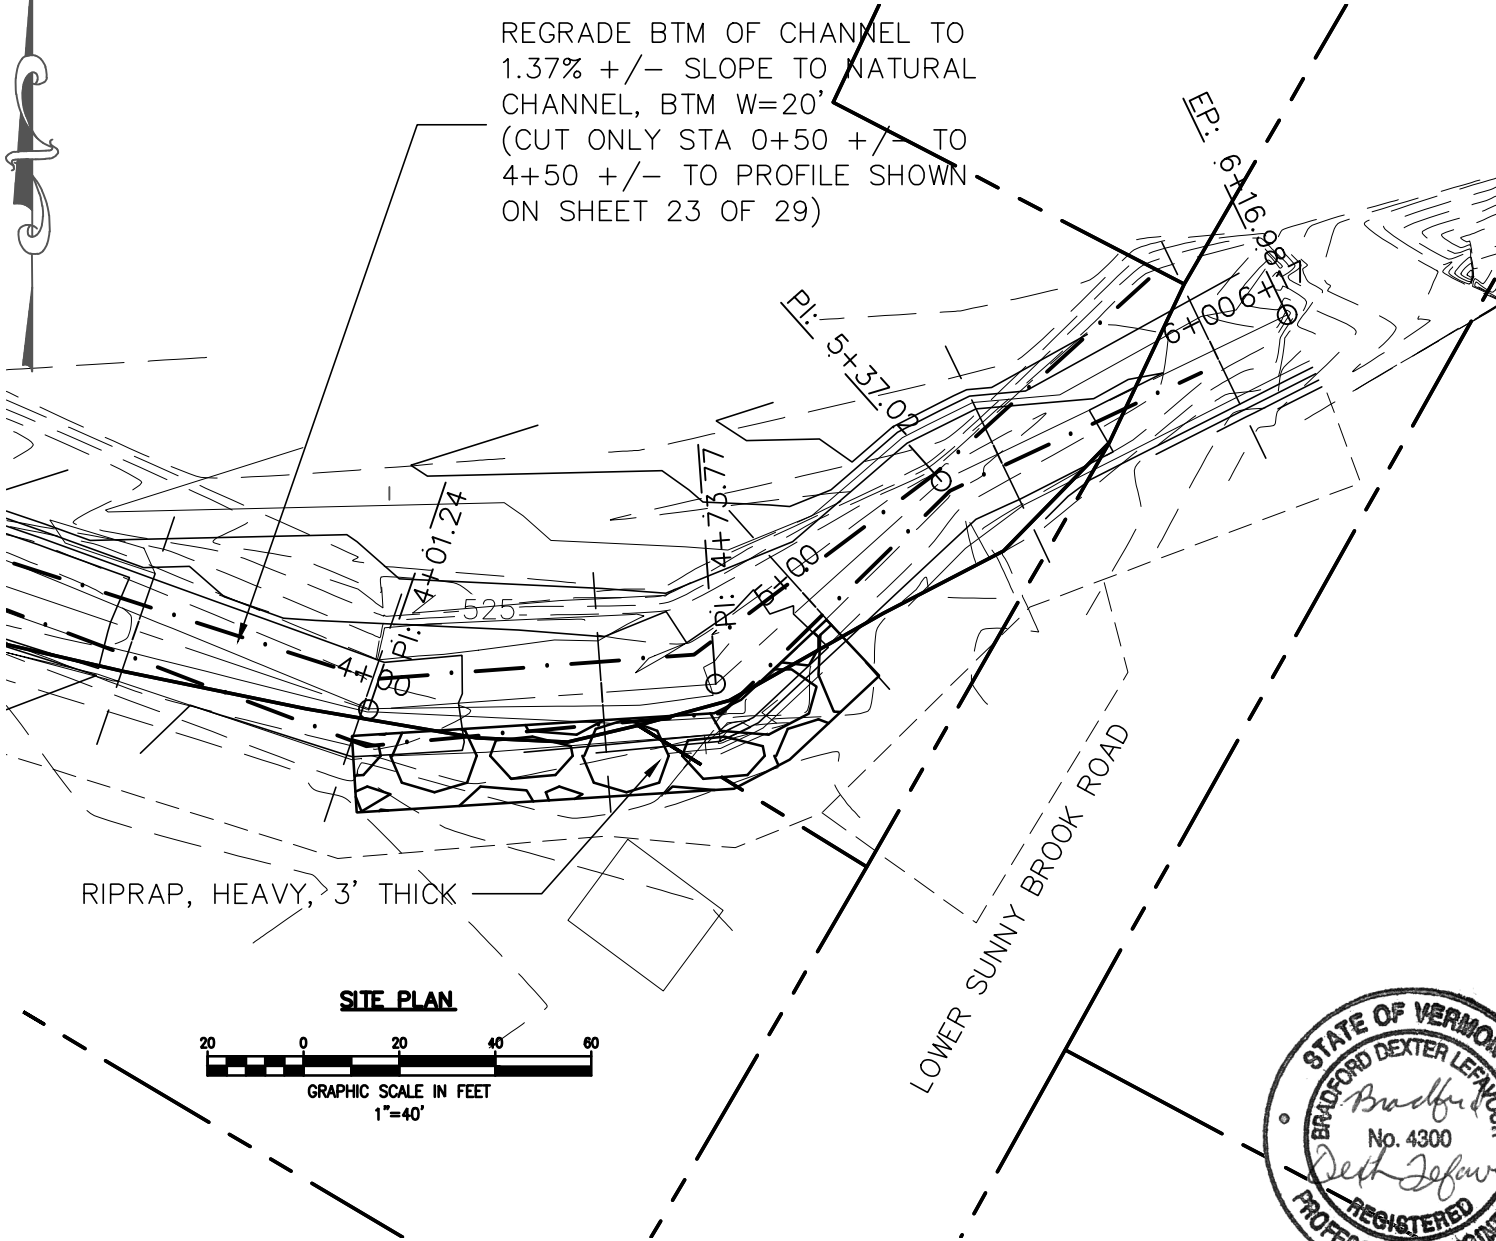 REGRADE BTM OF CHANNEL TO
1.37% +/- SLOPE TO NATURAL
CHANNEL, BTM W=20'
(CUT ONLY STA 0+50 +/- TO
4+50 +/- TO PROFILE SHOWN
ON SHEET 23 OF 29)
EP: 6+16.98
6+17
6+00
PI: 5+37.02
PI: 4+73.77
5+00
PI: 4+01.24
525
4+00
RIPRAP, HEAVY, 3' THICK
LOWER SUNNY BROOK ROAD
SITE PLAN
20 0 20 40 60
GRAPHIC SCALE IN FEET
1"=40'
STATE OF VERMON
BRADFORD DEXTER LEFAVOUR
Bradford
No. 4300
REGISTERED